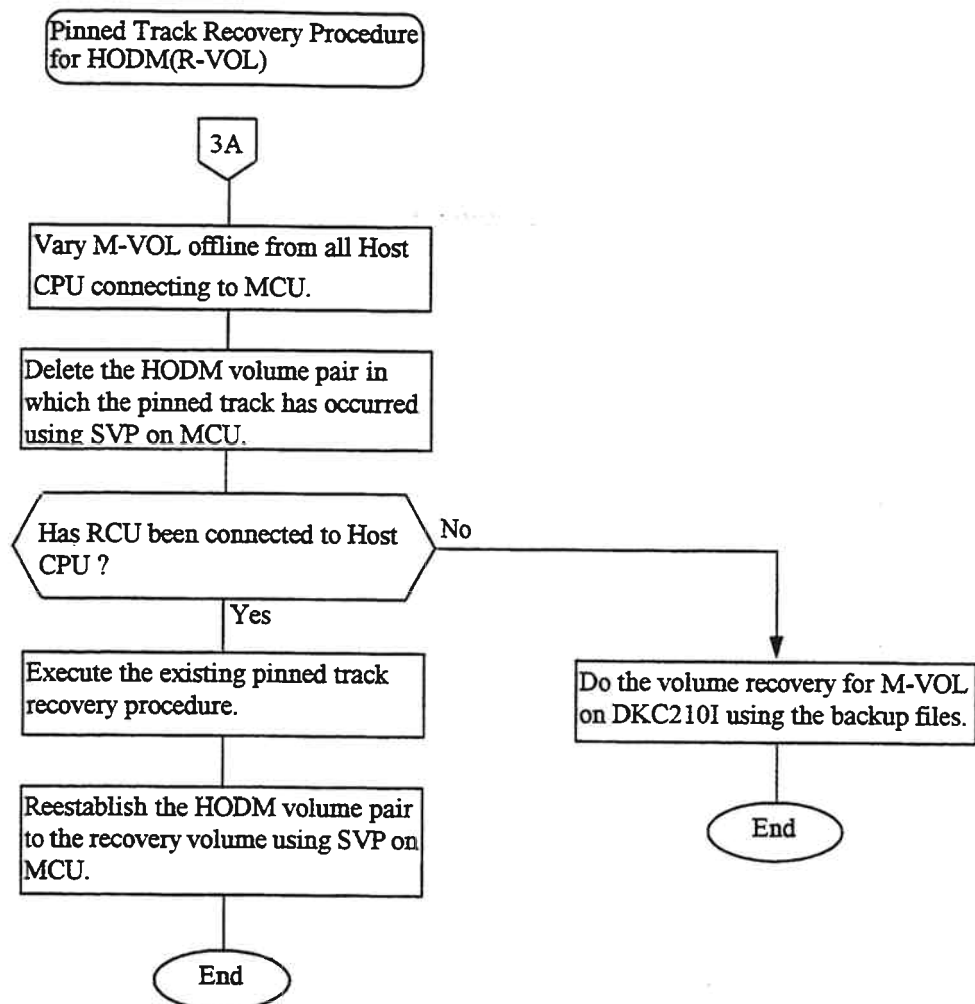 Pinned Track Recovery Procedure
for HODM(R-VOL)
3A
Vary M-VOL offline from all Host
CPU connecting to MCU.
Delete the HODM volume pair in
which the pinned track has occurred
using SVP on MCU.
Has RCU been connected to Host
CPU ?
No
Yes
Execute the existing pinned track
recovery procedure.
Do the volume recovery for M-VOL
on DKC210I using the backup files.
Reestablish the HODM volume pair
to the recovery volume using SVP on
MCU.
End
End